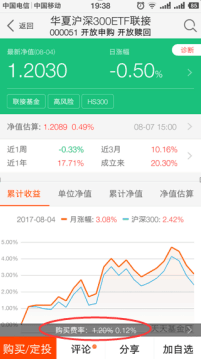 中国电信 中国移动 19:38 88%
返回 华夏沪深300ETF联接
000051 开放申购 开放赎回
最新净值(08-04) 日涨幅 诊断
1.2030 -0.50%
联接基金 高风险 HS300
净值估算: 1.2089 0.49% 08-07 15:00
近1周 -0.33% 近3月 10.16%
近1年 17.71% 成立来 20.30%
累计收益 单位净值 累计净值 净值估算
2017-08-04 月涨幅: 3.08% 沪深300: 2.42%
5.00%
4.00%
3.00%
2.00%
1.00%
0.00%
购买费率: 1.20% 0.12%
购买/定投 评论 分享 加自选